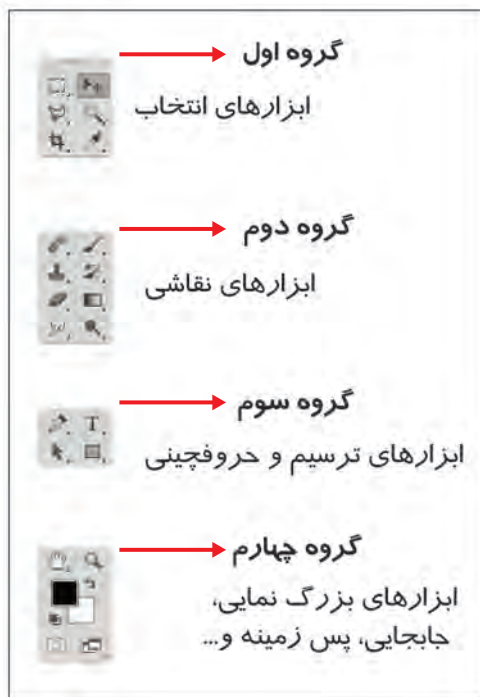 گروه اول
ابزارهای انتخاب
گروه دوم
ابزارهای نقاشی
گروه سوم
ابزارهای ترسیم و حروفچینی
گروه چهارم
ابزارهای بزرگ نمایی،
جابجایی، پس زمینه و...